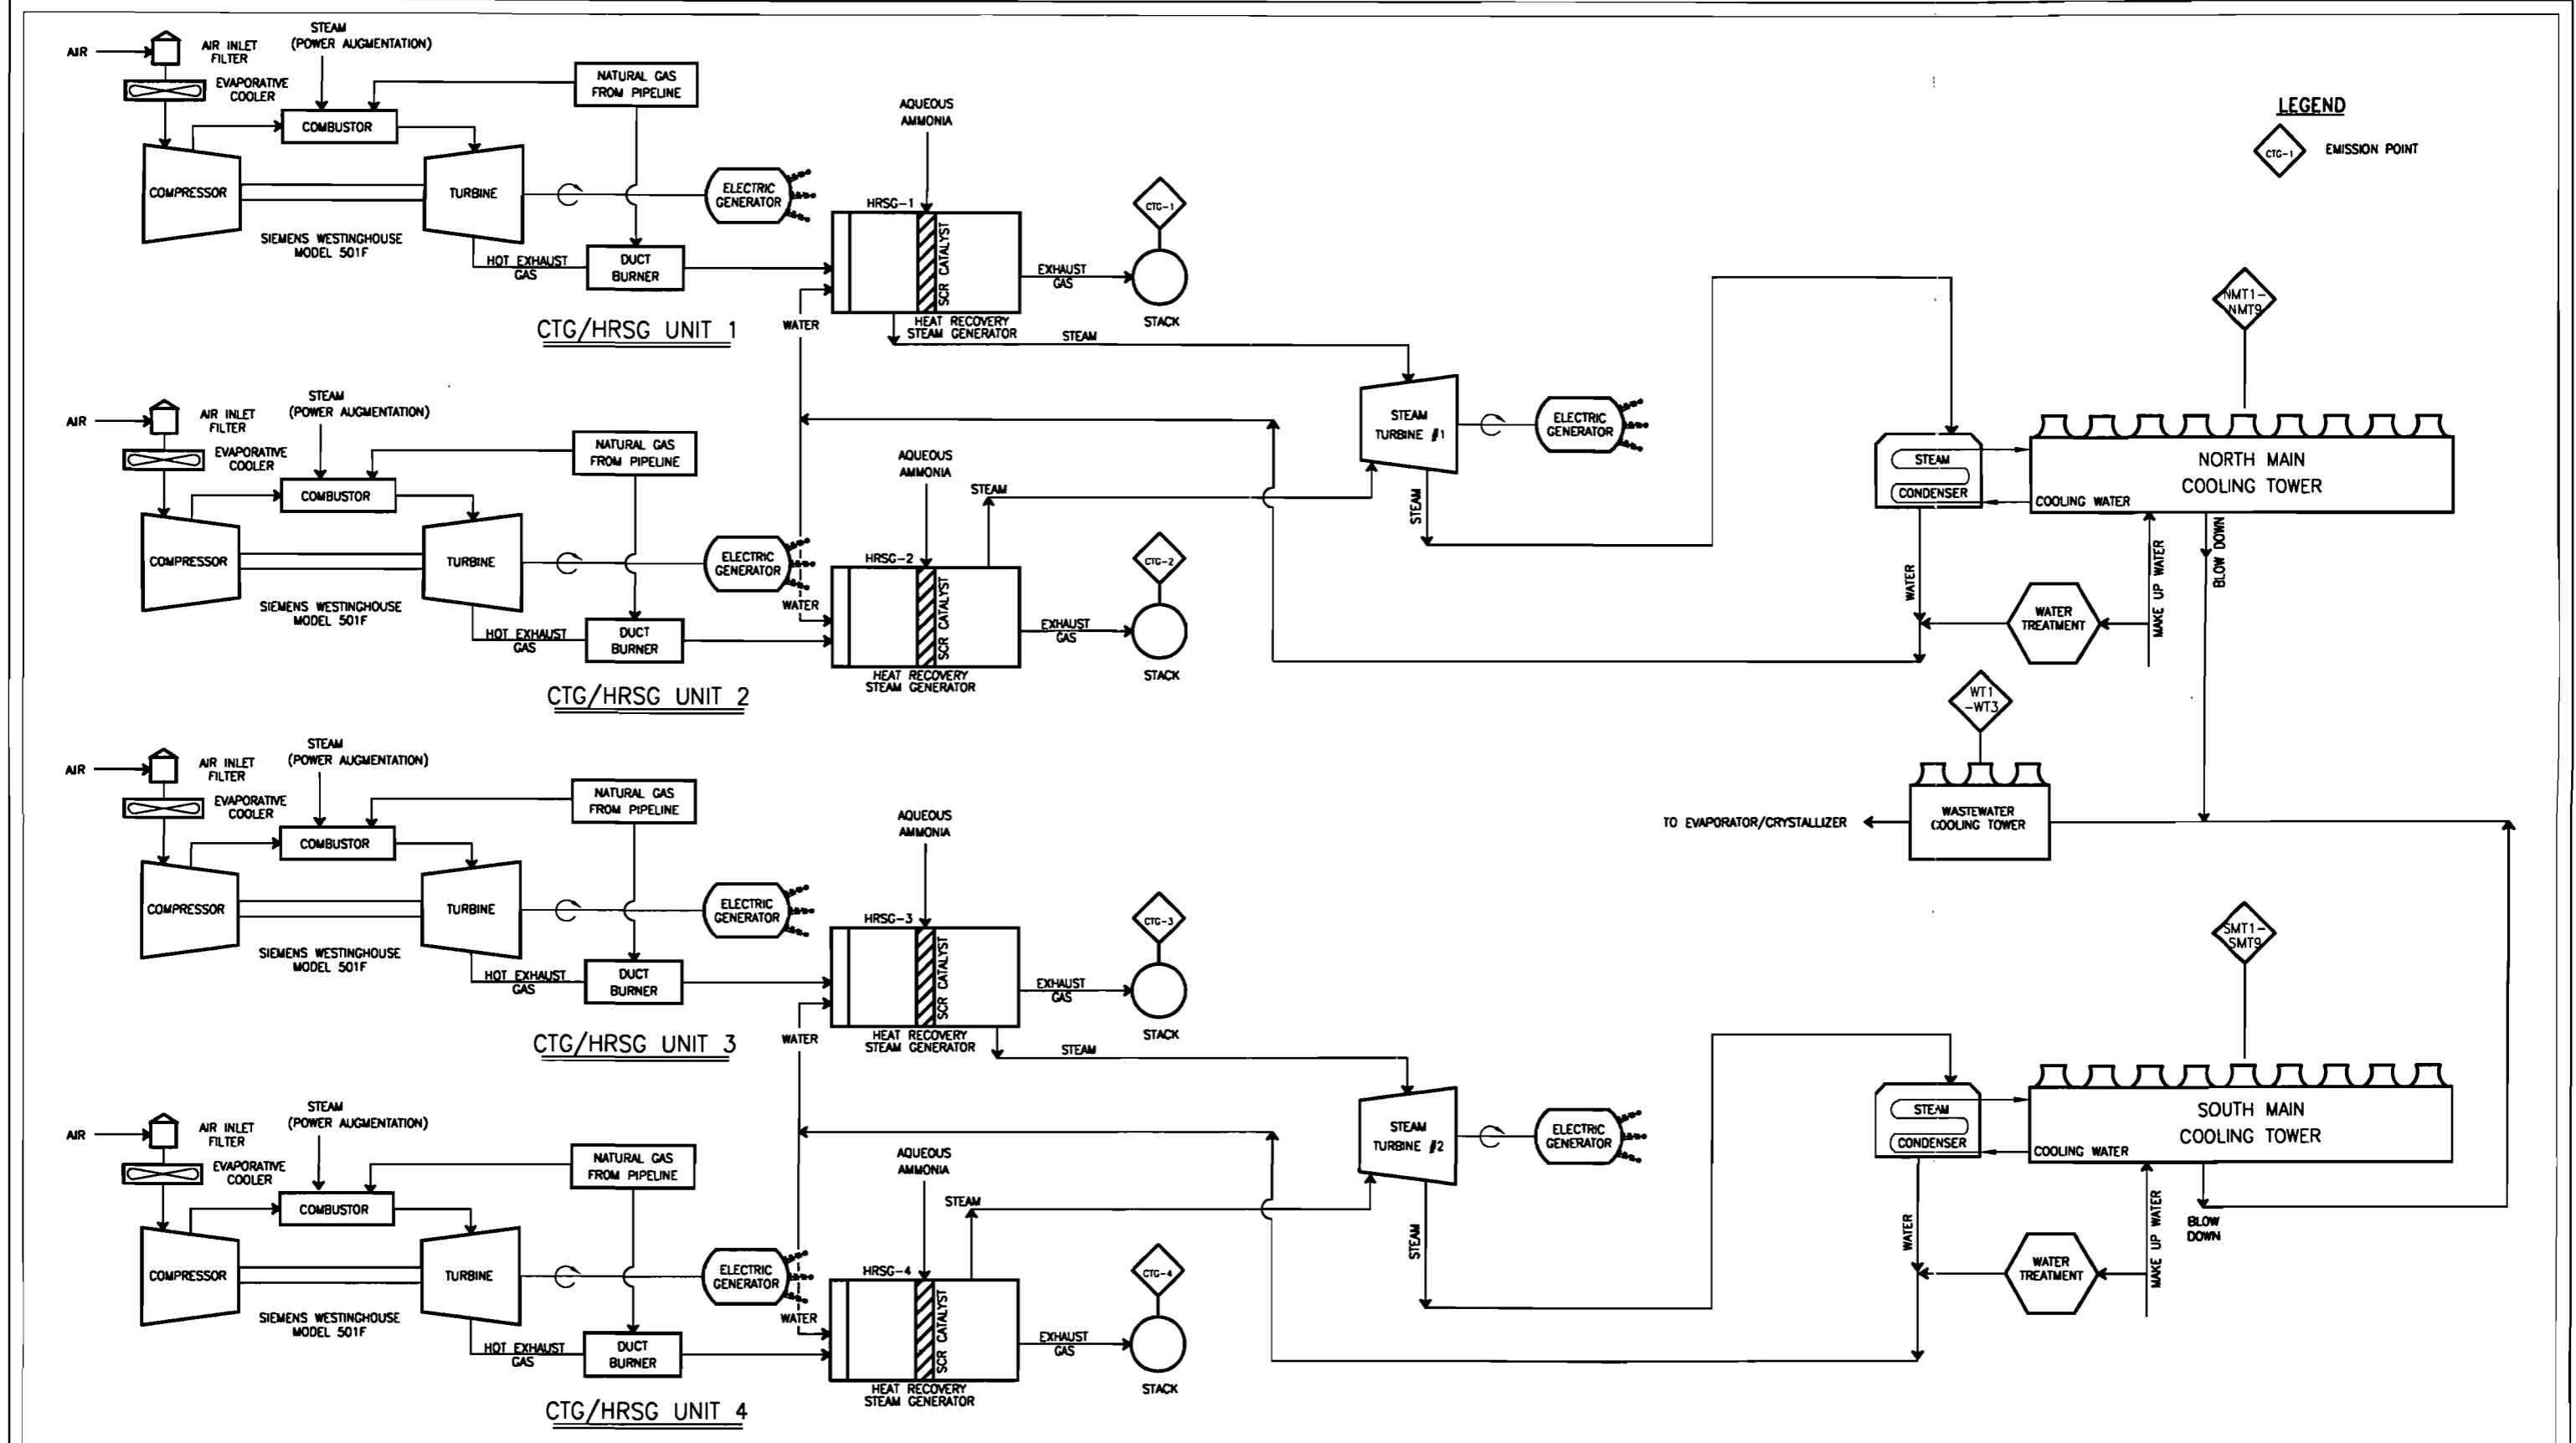 LEGEND
CTG-1
EMISSION POINT
STEAM
(POWER AUGMENTATION)
AIR
AIR INLET
FILTER
EVAPORATIVE
COOLER
NATURAL GAS
FROM PIPELINE
COMBUSTOR
COMPRESSOR
TURBINE
ELECTRIC
GENERATOR
SIEMENS WESTINGHOUSE
MODEL 501F
HOT EXHAUST
GAS
DUCT
BURNER
AQUEOUS
AMMONIA
HRSG-1
SCR CATALYST
HEAT RECOVERY
STEAM GENERATOR
EXHAUST
GAS
CTG-1
STACK
WATER
STEAM
CTG/HRSG UNIT 1
STEAM
(POWER AUGMENTATION)
AIR
AIR INLET
FILTER
EVAPORATIVE
COOLER
NATURAL GAS
FROM PIPELINE
COMBUSTOR
COMPRESSOR
TURBINE
ELECTRIC
GENERATOR
SIEMENS WESTINGHOUSE
MODEL 501F
HOT EXHAUST
GAS
DUCT
BURNER
AQUEOUS
AMMONIA
HRSG-2
SCR CATALYST
HEAT RECOVERY
STEAM GENERATOR
EXHAUST
GAS
CTG-2
STACK
WATER
STEAM
CTG/HRSG UNIT 2
STEAM
TURBINE #1
ELECTRIC
GENERATOR
STEAM
STEAM
CONDENSER
NMT1-
NMT9
NORTH MAIN
COOLING TOWER
COOLING WATER
WATER
WATER
TREATMENT
MAKE UP WATER
BLOW DOWN
WT1
-WT3
WASTEWATER
COOLING TOWER
TO EVAPORATOR/CRYSTALLIZER
STEAM
(POWER AUGMENTATION)
AIR
AIR INLET
FILTER
EVAPORATIVE
COOLER
NATURAL GAS
FROM PIPELINE
COMBUSTOR
COMPRESSOR
TURBINE
ELECTRIC
GENERATOR
SIEMENS WESTINGHOUSE
MODEL 501F
HOT EXHAUST
GAS
DUCT
BURNER
AQUEOUS
AMMONIA
HRSG-3
SCR CATALYST
HEAT RECOVERY
STEAM GENERATOR
EXHAUST
GAS
CTG-3
STACK
WATER
STEAM
CTG/HRSG UNIT 3
STEAM
(POWER AUGMENTATION)
AIR
AIR INLET
FILTER
EVAPORATIVE
COOLER
NATURAL GAS
FROM PIPELINE
COMBUSTOR
COMPRESSOR
TURBINE
ELECTRIC
GENERATOR
SIEMENS WESTINGHOUSE
MODEL 501F
HOT EXHAUST
GAS
DUCT
BURNER
AQUEOUS
AMMONIA
HRSG-4
SCR CATALYST
HEAT RECOVERY
STEAM GENERATOR
EXHAUST
GAS
CTG-4
STACK
WATER
STEAM
CTG/HRSG UNIT 4
STEAM
TURBINE #2
ELECTRIC
GENERATOR
STEAM
STEAM
CONDENSER
SMT1-
SMT9
SOUTH MAIN
COOLING TOWER
COOLING WATER
WATER
WATER
TREATMENT
MAKE UP WATER
BLOW
DOWN